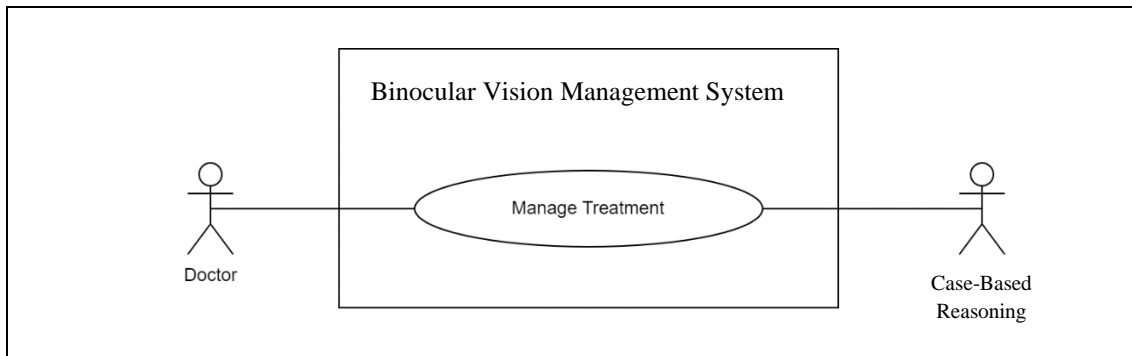 Binocular Vision Management System
Manage Treatment
Doctor
Case-Based
Reasoning